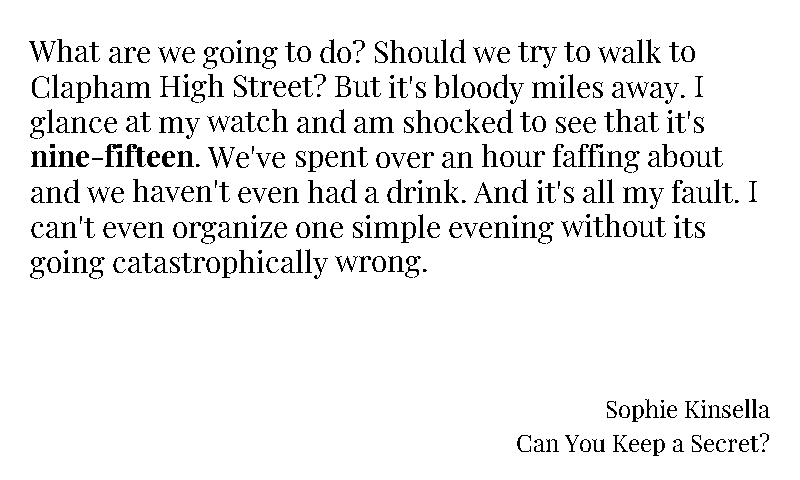 What are we going to do? Should we try to walk to
Clapham High Street? But it's bloody miles away. I
glance at my watch and am shocked to see that it's
nine-fifteen. We've spent over an hour faffing about
and we haven't even had a drink. And it's all my fault. I
can't even organize one simple evening without its
going catastrophically wrong.
Sophie Kinsella
Can You Keep a Secret?